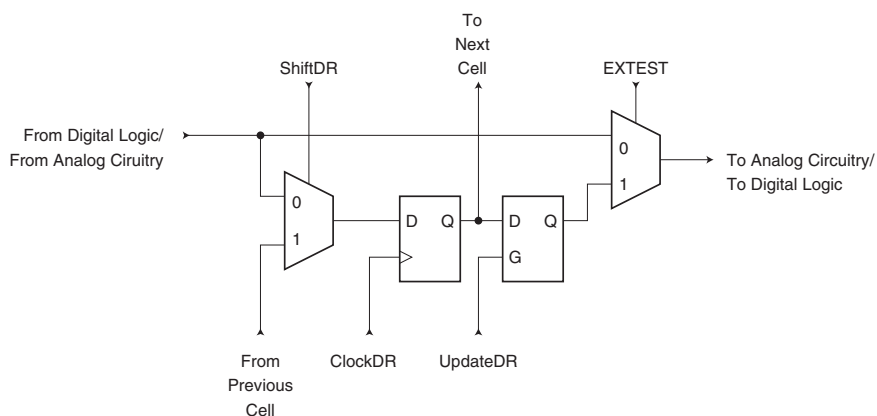 To
Next
Cell
ShiftDR
EXTEST
From Digital Logic/
From Analog Ciruitry
0
1
D Q
D Q
G
0
1
To Analog Circuitry/
To Digital Logic
From
Previous
Cell
ClockDR
UpdateDR